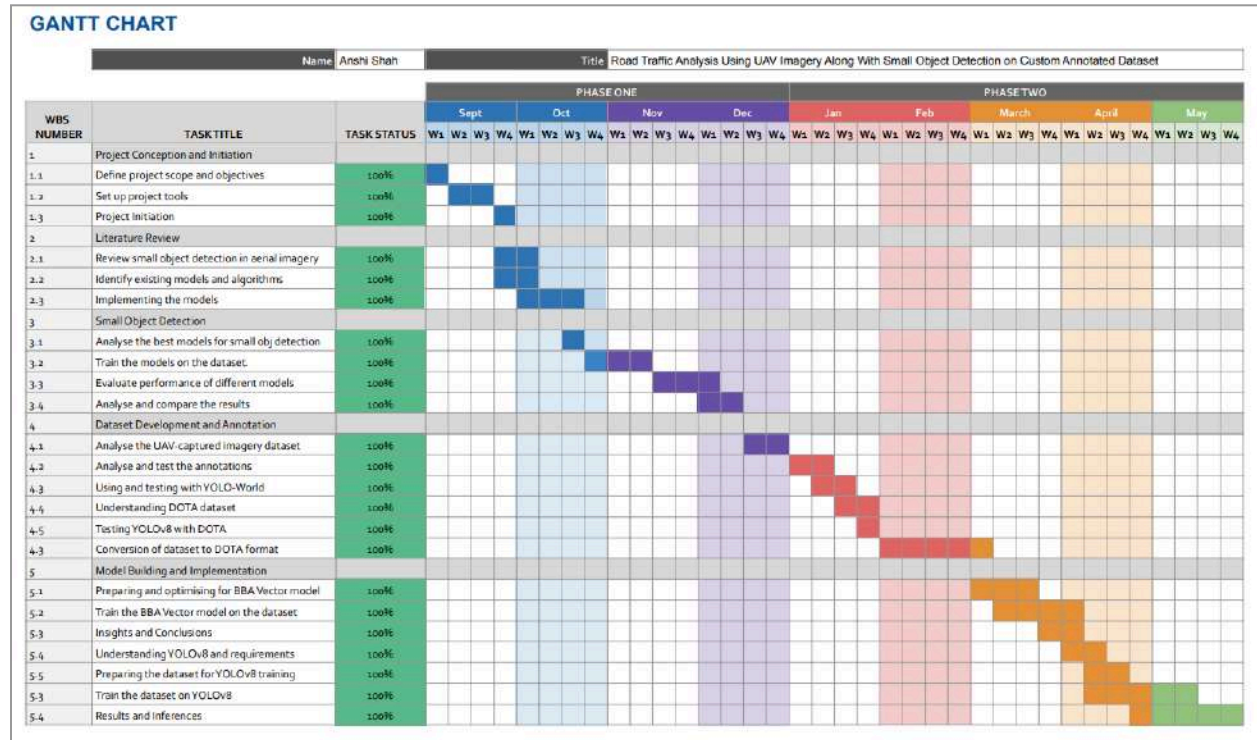 GANTT CHART
Name Anshi Shah Title Road Traffic Analysis Using UAV Imagery Along With Small Object Detection on Custom Annotated Dataset
PHASE ONE PHASE TWO
Sept Oct Nov Dec Jan Feb March April May
WBS NUMBER TASK TITLE TASK STATUS W1 W2 W3 W4 W1 W2 W3 W4 W1 W2 W3 W4 W1 W2 W3 W4 W1 W2 W3 W4 W1 W2 W3 W4 W1 W2 W3 W4 W1 W2 W3 W4 W1 W2 W3 W4
1 Project Conception and Initiation
1.1 Define project scope and objectives 100%
1.2 Set up project tools 100%
1.3 Project Initiation 100%
2 Literature Review
2.1 Review small object detection in aerial imagery 100%
2.2 Identify existing models and algorithms 100%
2.3 Implementing the models 100%
3 Small Object Detection
3.1 Analyse the best models for small obj detection 100%
3.2 Train the models on the dataset. 100%
3.3 Evaluate performance of different models 100%
3.4 Analyse and compare the results 100%
4 Dataset Development and Annotation
4.1 Analyse the UAV-captured imagery dataset 100%
4.2 Analyse and test the annotations 100%
4.3 Using and testing with YOLO-World 100%
4.4 Understanding DOTA dataset 100%
4.5 Testing YOLOv8 with DOTA 100%
4.3 Conversion of dataset to DOTA format 100%
5 Model Building and Implementation
5.1 Preparing and optimising for BBA Vector model 100%
5.2 Train the BBA Vector model on the dataset 100%
5.3 Insights and Conclusions 100%
5.4 Understanding YOLOv8 and requirements 100%
5.5 Preparing the dataset for YOLOv8 training 100%
5.3 Train the dataset on YOLOv8 100%
5.4 Results and Inferences 100%